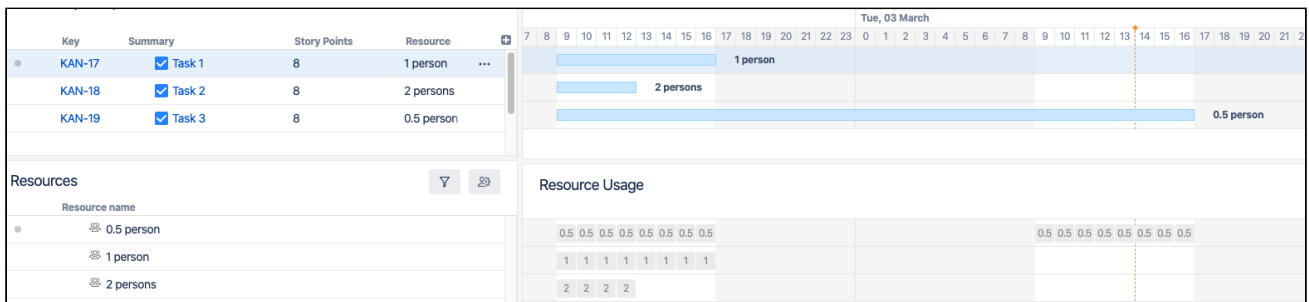 Tue, 03 March
Key Summary Story Points Resource
7 8 9 10 11 12 13 14 15 16 17 18 19 20 21 22 23 0 1 2 3 4 5 6 7 8 9 10 11 12 13 14 15 16 17 18 19 20 21
KAN-17 Task 1 8 1 person ••• 1 person
KAN-18 Task 2 8 2 persons 2 persons
KAN-19 Task 3 8 0.5 person 0.5 person
Resources
Resource Usage
Resource name
0.5 person 0.5 0.5 0.5 0.5 0.5 0.5 0.5 0.5 0.5 0.5 0.5 0.5 0.5 0.5 0.5 0.5
1 person 1 1 1 1 1 1 1 1
2 persons 2 2 2 2